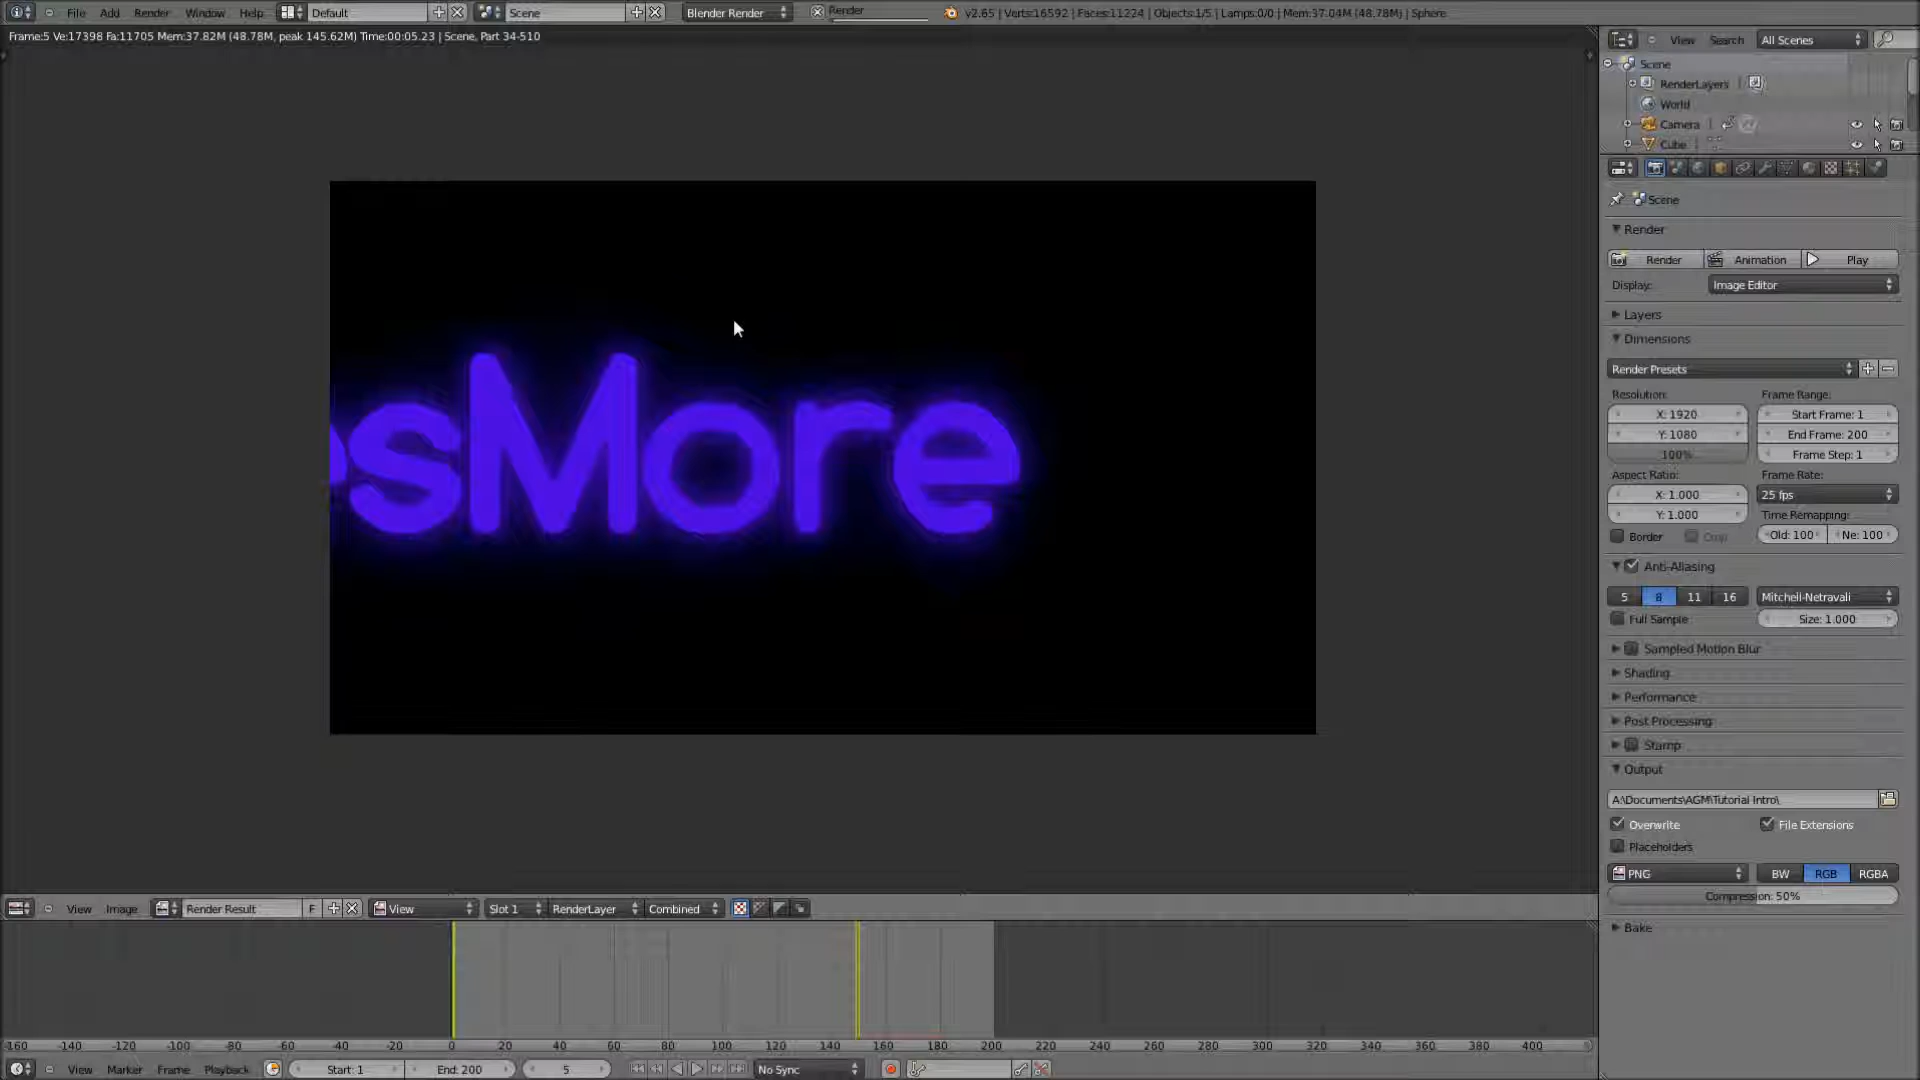 File Add Render Window Help Default Scene Blender Render Render v2.65 | Verts:16592 | Faces:11224 | Objects:1/5 | Lamps:0/0 | Mem:37.04M (48.78M) | Sphere
Frame:5 Ve:17398 Fa:11705 Mem:37.82M (48.78M, peak 145.62M) Time:00:05.23 | Scene, Part 34-510
View Search All Scenes
Scene
RenderLayers
World
Camera
Cube
Scene
Render
Render Animation Play
Display: Image Editor
Layers
Dimensions
Render Presets
Resolution: Frame Range:
X: 1920 Start Frame: 1
Y: 1080 End Frame: 200
100% Frame Step: 1
Aspect Ratio: Frame Rate:
X: 1.000 25 fps
Y: 1.000 Time Remapping:
Border Crop Old: 100 Ne: 100
Anti-Aliasing
5 8 11 16 Mitchell-Netravali
Full Sample Size: 1.000
Sampled Motion Blur
Shading
Performance
Post Processing
Stamp
Output
A:\Documents\AGM\Tutorial Intro\
Overwrite File Extensions
Placeholders
PNG BW RGB RGBA
Compression: 50%
Bake
sMore
View Image Render Result F View Slot 1 RenderLayer Combined
-160 -140 -120 -100 -80 -60 -40 -20 0 20 40 60 80 100 120 140 160 180 200 220 240 260 280 300 320 340 360 380 400
View Marker Frame Playback Start: 1 End: 200 5 No Sync